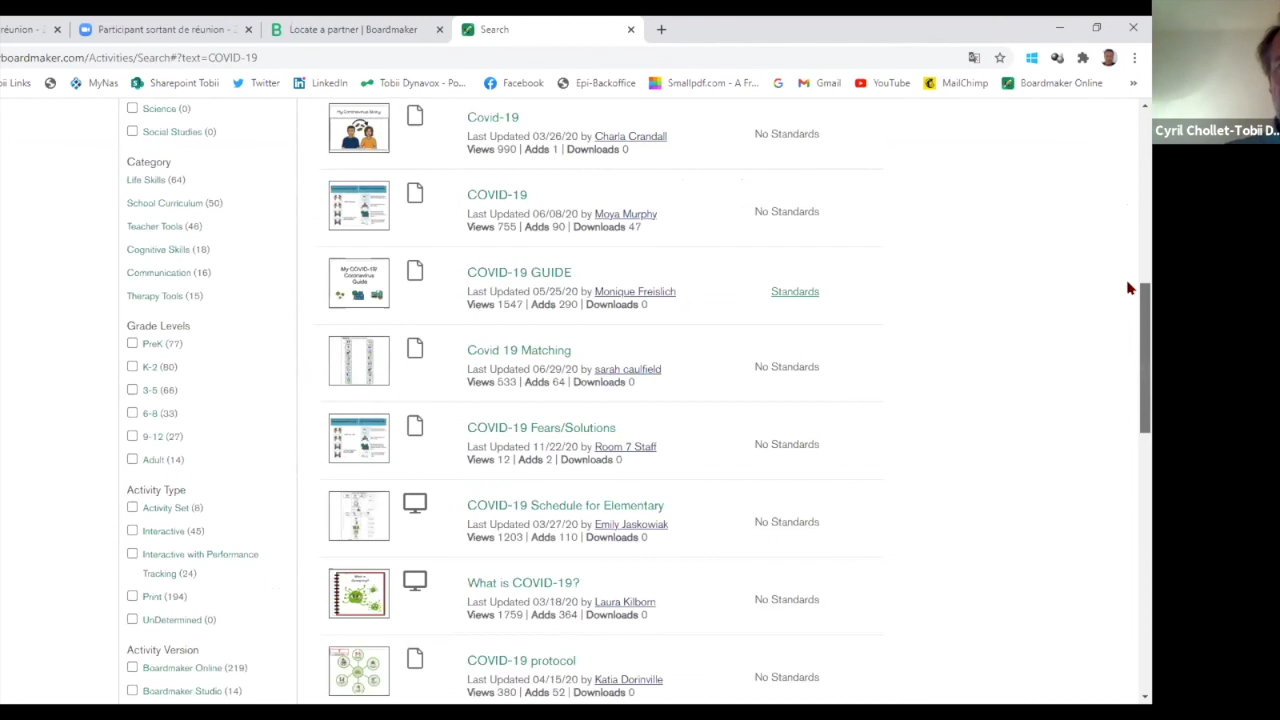 éunion - 2
Participant sortant de réunion - 2
Locate a partner | Boardmaker
Search
rboardmaker.com/Activities/Search#?text=COVID-19
ii Links
MyNas
Sharepoint Tobii
Twitter
LinkedIn
Tobii Dynavox - Po...
Facebook
Epi-Backoffice
Smallpdf.com - A Fr...
Gmail
YouTube
MailChimp
Boardmaker Online
»
Cyril Chollet-Tobii D...
Science (0)
Social Studies (0)
Category
Life Skills (64)
School Curriculum (50)
Teacher Tools (46)
Cognitive Skills (18)
Communication (16)
Therapy Tools (15)
Grade Levels
PreK (77)
K-2 (80)
3-5 (66)
6-8 (33)
9-12 (27)
Adult (14)
Activity Type
Activity Set (8)
Interactive (45)
Interactive with Performance
Tracking (24)
Print (194)
UnDetermined (0)
Activity Version
Boardmaker Online (219)
Boardmaker Studio (14)
My Coronavirus Story
Covid-19
Last Updated 03/26/20 by Charla Crandall
Views 990 | Adds 1 | Downloads 0
No Standards
COVID-19
Last Updated 06/08/20 by Moya Murphy
Views 755 | Adds 90 | Downloads 47
No Standards
My COVID-19/
Coronavirus
Guide
COVID-19 GUIDE
Last Updated 05/25/20 by Monique Freislich
Views 1547 | Adds 290 | Downloads 0
Standards
Covid 19 Matching
Last Updated 06/29/20 by sarah caulfield
Views 533 | Adds 64 | Downloads 0
No Standards
COVID-19 Fears/Solutions
Last Updated 11/22/20 by Room 7 Staff
Views 12 | Adds 2 | Downloads 0
No Standards
COVID-19 Schedule for Elementary
Last Updated 03/27/20 by Emily Jaskowiak
Views 1203 | Adds 110 | Downloads 0
No Standards
What is COVID-19?
Last Updated 03/18/20 by Laura Kilborn
Views 1759 | Adds 364 | Downloads 0
No Standards
COVID-19 protocol
Last Updated 04/15/20 by Katia Dorinville
Views 380 | Adds 52 | Downloads 0
No Standards